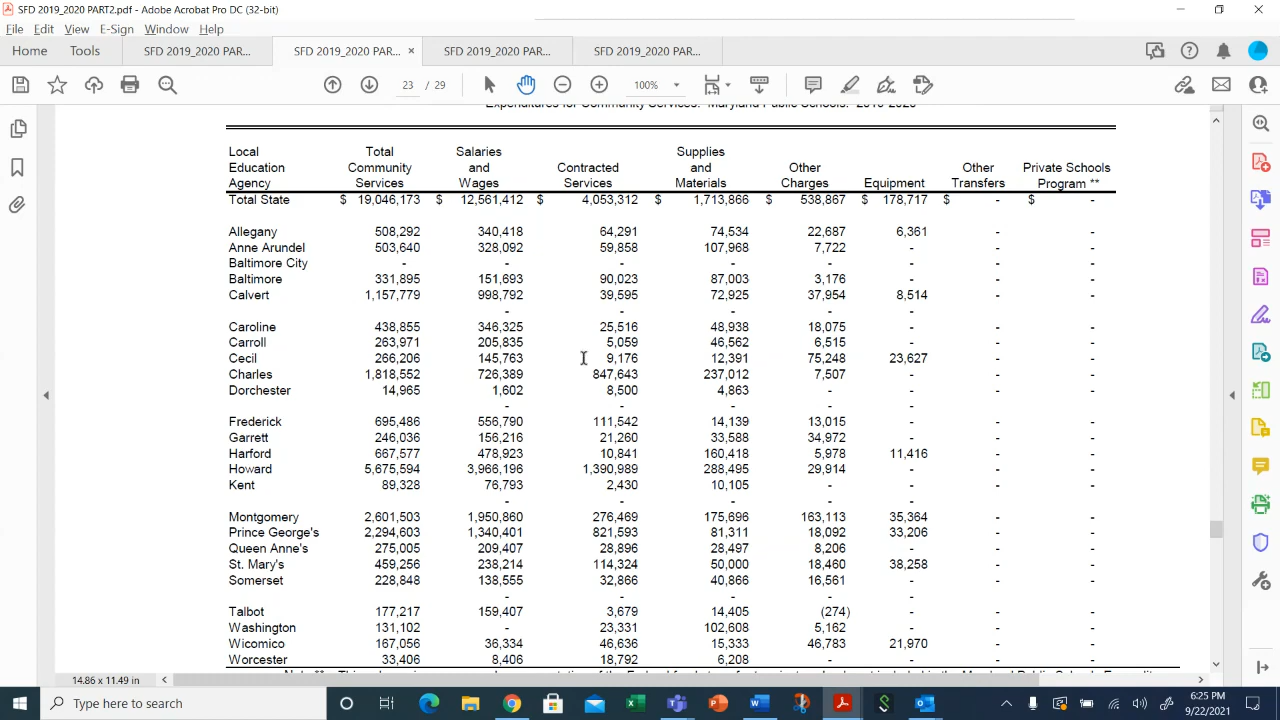 SFD 2019_2020 PART2.pdf - Adobe Acrobat Pro DC (32-bit)
File Edit View E-Sign Window Help
Home Tools SFD 2019_2020 PAR... SFD 2019_2020 PAR... × SFD 2019_2020 PAR... SFD 2019_2020 PAR...
23 / 29 100%
Expenditures for Community Services: Maryland Public Schools: 2019-2020
Local Total Salaries Supplies
Education Community and Contracted and Other Other Private Schools
Agency Services Wages Services Materials Charges Equipment Transfers Program **
Total State $ 19,046,173 $ 12,561,412 $ 4,053,312 $ 1,713,866 $ 538,867 $ 178,717 $ - $ -
Allegany 508,292 340,418 64,291 74,534 22,687 6,361 - -
Anne Arundel 503,640 328,092 59,858 107,968 7,722 - - -
Baltimore City - - - - - - - -
Baltimore 331,895 151,693 90,023 87,003 3,176 - - -
Calvert 1,157,779 998,792 39,595 72,925 37,954 8,514 - -
- -
Caroline 438,855 346,325 25,516 48,938 18,075 - - -
Carroll 263,971 205,835 5,059 46,562 6,515 - - -
Cecil 266,206 145,763 9,176 12,391 75,248 23,627 - -
Charles 1,818,552 726,389 847,643 237,012 7,507 - - -
Dorchester 14,965 1,602 8,500 4,863 - - - -
- -
Frederick 695,486 556,790 111,542 14,139 13,015 - - -
Garrett 246,036 156,216 21,260 33,588 34,972 - - -
Harford 667,577 478,923 10,841 160,418 5,978 11,416 - -
Howard 5,675,594 3,966,196 1,390,989 288,495 29,914 - - -
Kent 89,328 76,793 2,430 10,105 - - - -
- -
Montgomery 2,601,503 1,950,860 276,469 175,696 163,113 35,364 - -
Prince George's 2,294,603 1,340,401 821,593 81,311 18,092 33,206 - -
Queen Anne's 275,005 209,407 28,896 28,497 8,206 - - -
St. Mary's 459,256 238,214 114,324 50,000 18,460 38,258 - -
Somerset 228,848 138,555 32,866 40,866 16,561 - - -
- -
Talbot 177,217 159,407 3,679 14,405 (274) - - -
Washington 131,102 - 23,331 102,608 5,162 - - -
Wicomico 167,056 36,334 46,636 15,333 46,783 21,970 - -
Worcester 33,406 8,406 18,792 6,208 - - - -
14.86 x 11.49 in
Type here to search
6:25 PM
9/22/2021